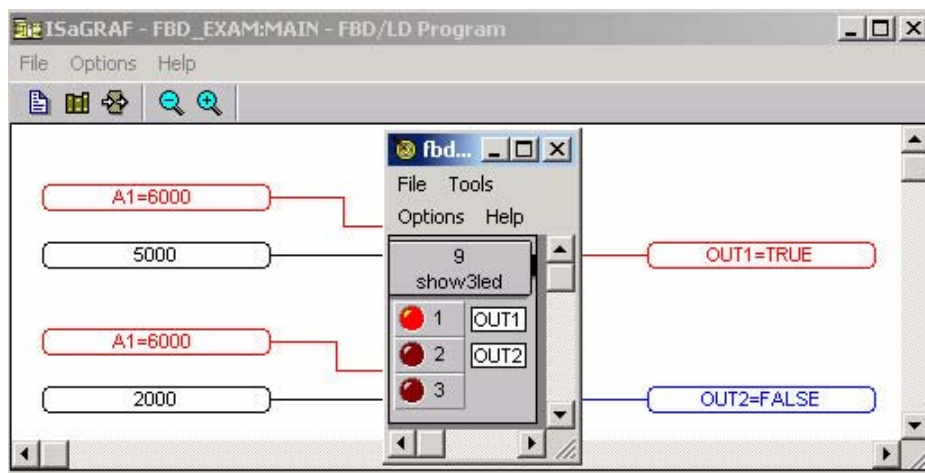 ISaGRAF - FBD_EXAM:MAIN - FBD/LD Program
File Options Help
fbd...
File Tools
Options Help
A1=6000
5000
9
show3led
OUT1=TRUE
1 OUT1
2 OUT2
3
A1=6000
2000
OUT2=FALSE